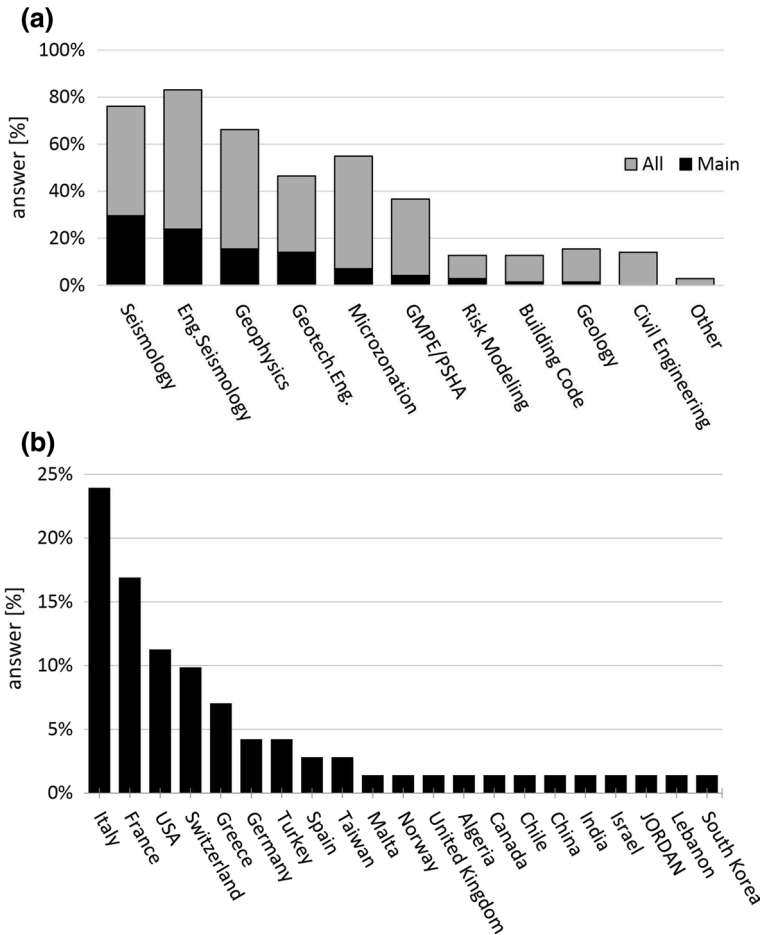 (a)
100%
80%
60%
40%
20%
0%
answer [%]
All Main
Seismology
Eng.Seismology
Geophysics
Geotech.Eng.
Microzonation
GMPE/PSHA
Risk Modeling
Building Code
Geology
Civil Engineering
Other
(b)
25%
20%
15%
10%
5%
0%
answer [%]
Italy
France
USA
Switzerland
Greece
Germany
Turkey
Spain
Taiwan
Malta
Norway
United Kingdom
Algeria
Canada
Chile
China
India
Israel
JORDAN
Lebanon
South Korea